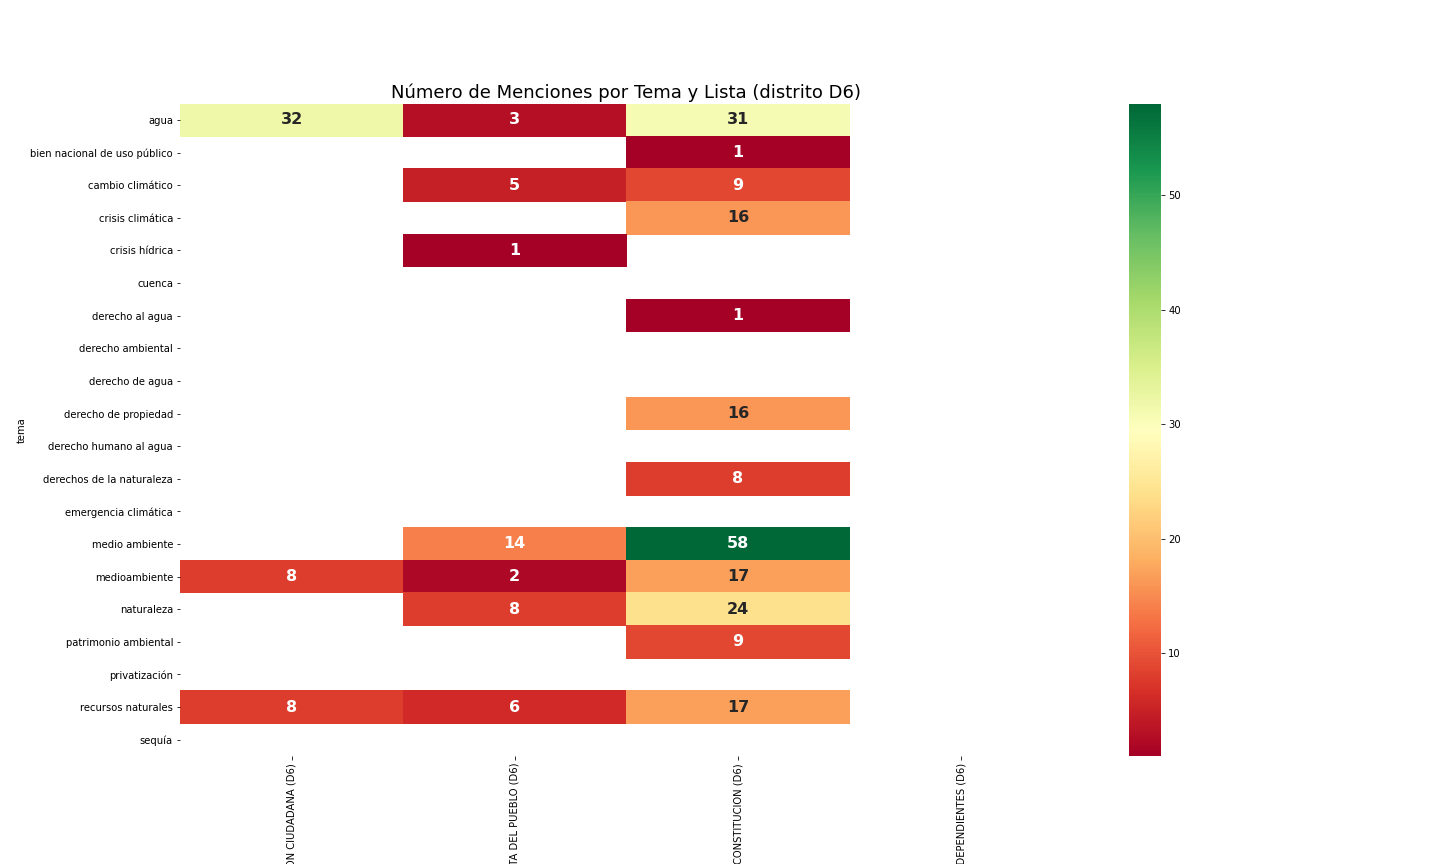 Número de Menciones por Tema y Lista (distrito D6)
agua 32 3 31
bien nacional de uso público 1
cambio climático 5 9
crisis climática 16
crisis hídrica 1
cuenca
derecho al agua 1
derecho ambiental
derecho de agua
derecho de propiedad 16
derecho humano al agua
derechos de la naturaleza 8
emergencia climática
medio ambiente 14 58
medioambiente 8 2 17
naturaleza 8 24
patrimonio ambiental 9
privatización
recursos naturales 8 6 17
sequía
tema
50
40
30
20
10
ON CIUDADANA (D6)
TA DEL PUEBLO (D6)
CONSTITUCION (D6)
DEPENDIENTES (D6)